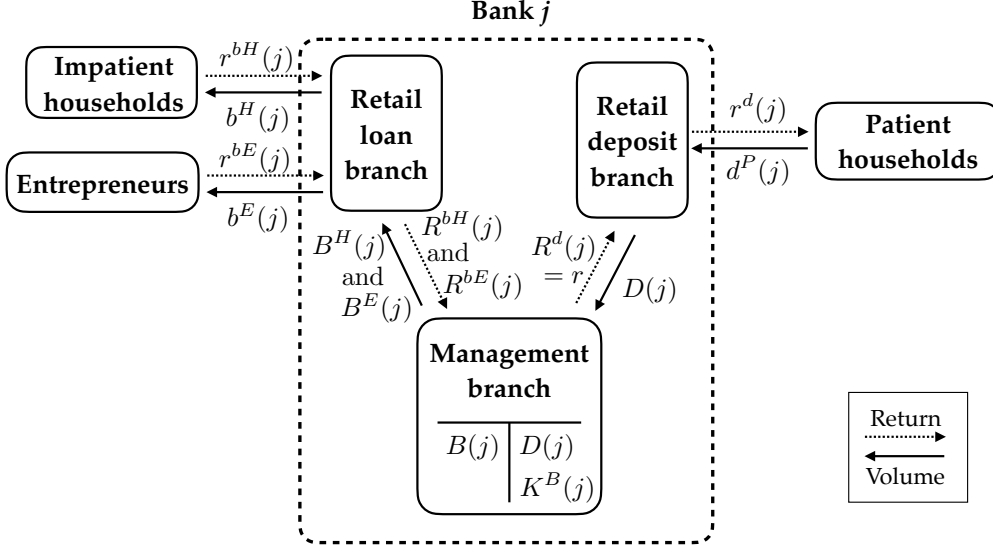 Bank j
Impatient
households
r^{bH}(j)
b^H(j)
Entrepreneurs
r^{bE}(j)
b^E(j)
Retail
loan
branch
Retail
deposit
branch
r^d(j)
d^P(j)
Patient
households
B^H(j)
and
B^E(j)
R^{bH}(j)
and
R^{bE}(j)
R^d(j)
= r
D(j)
Management
branch
B(j) D(j)
K^B(j)
Return
Volume